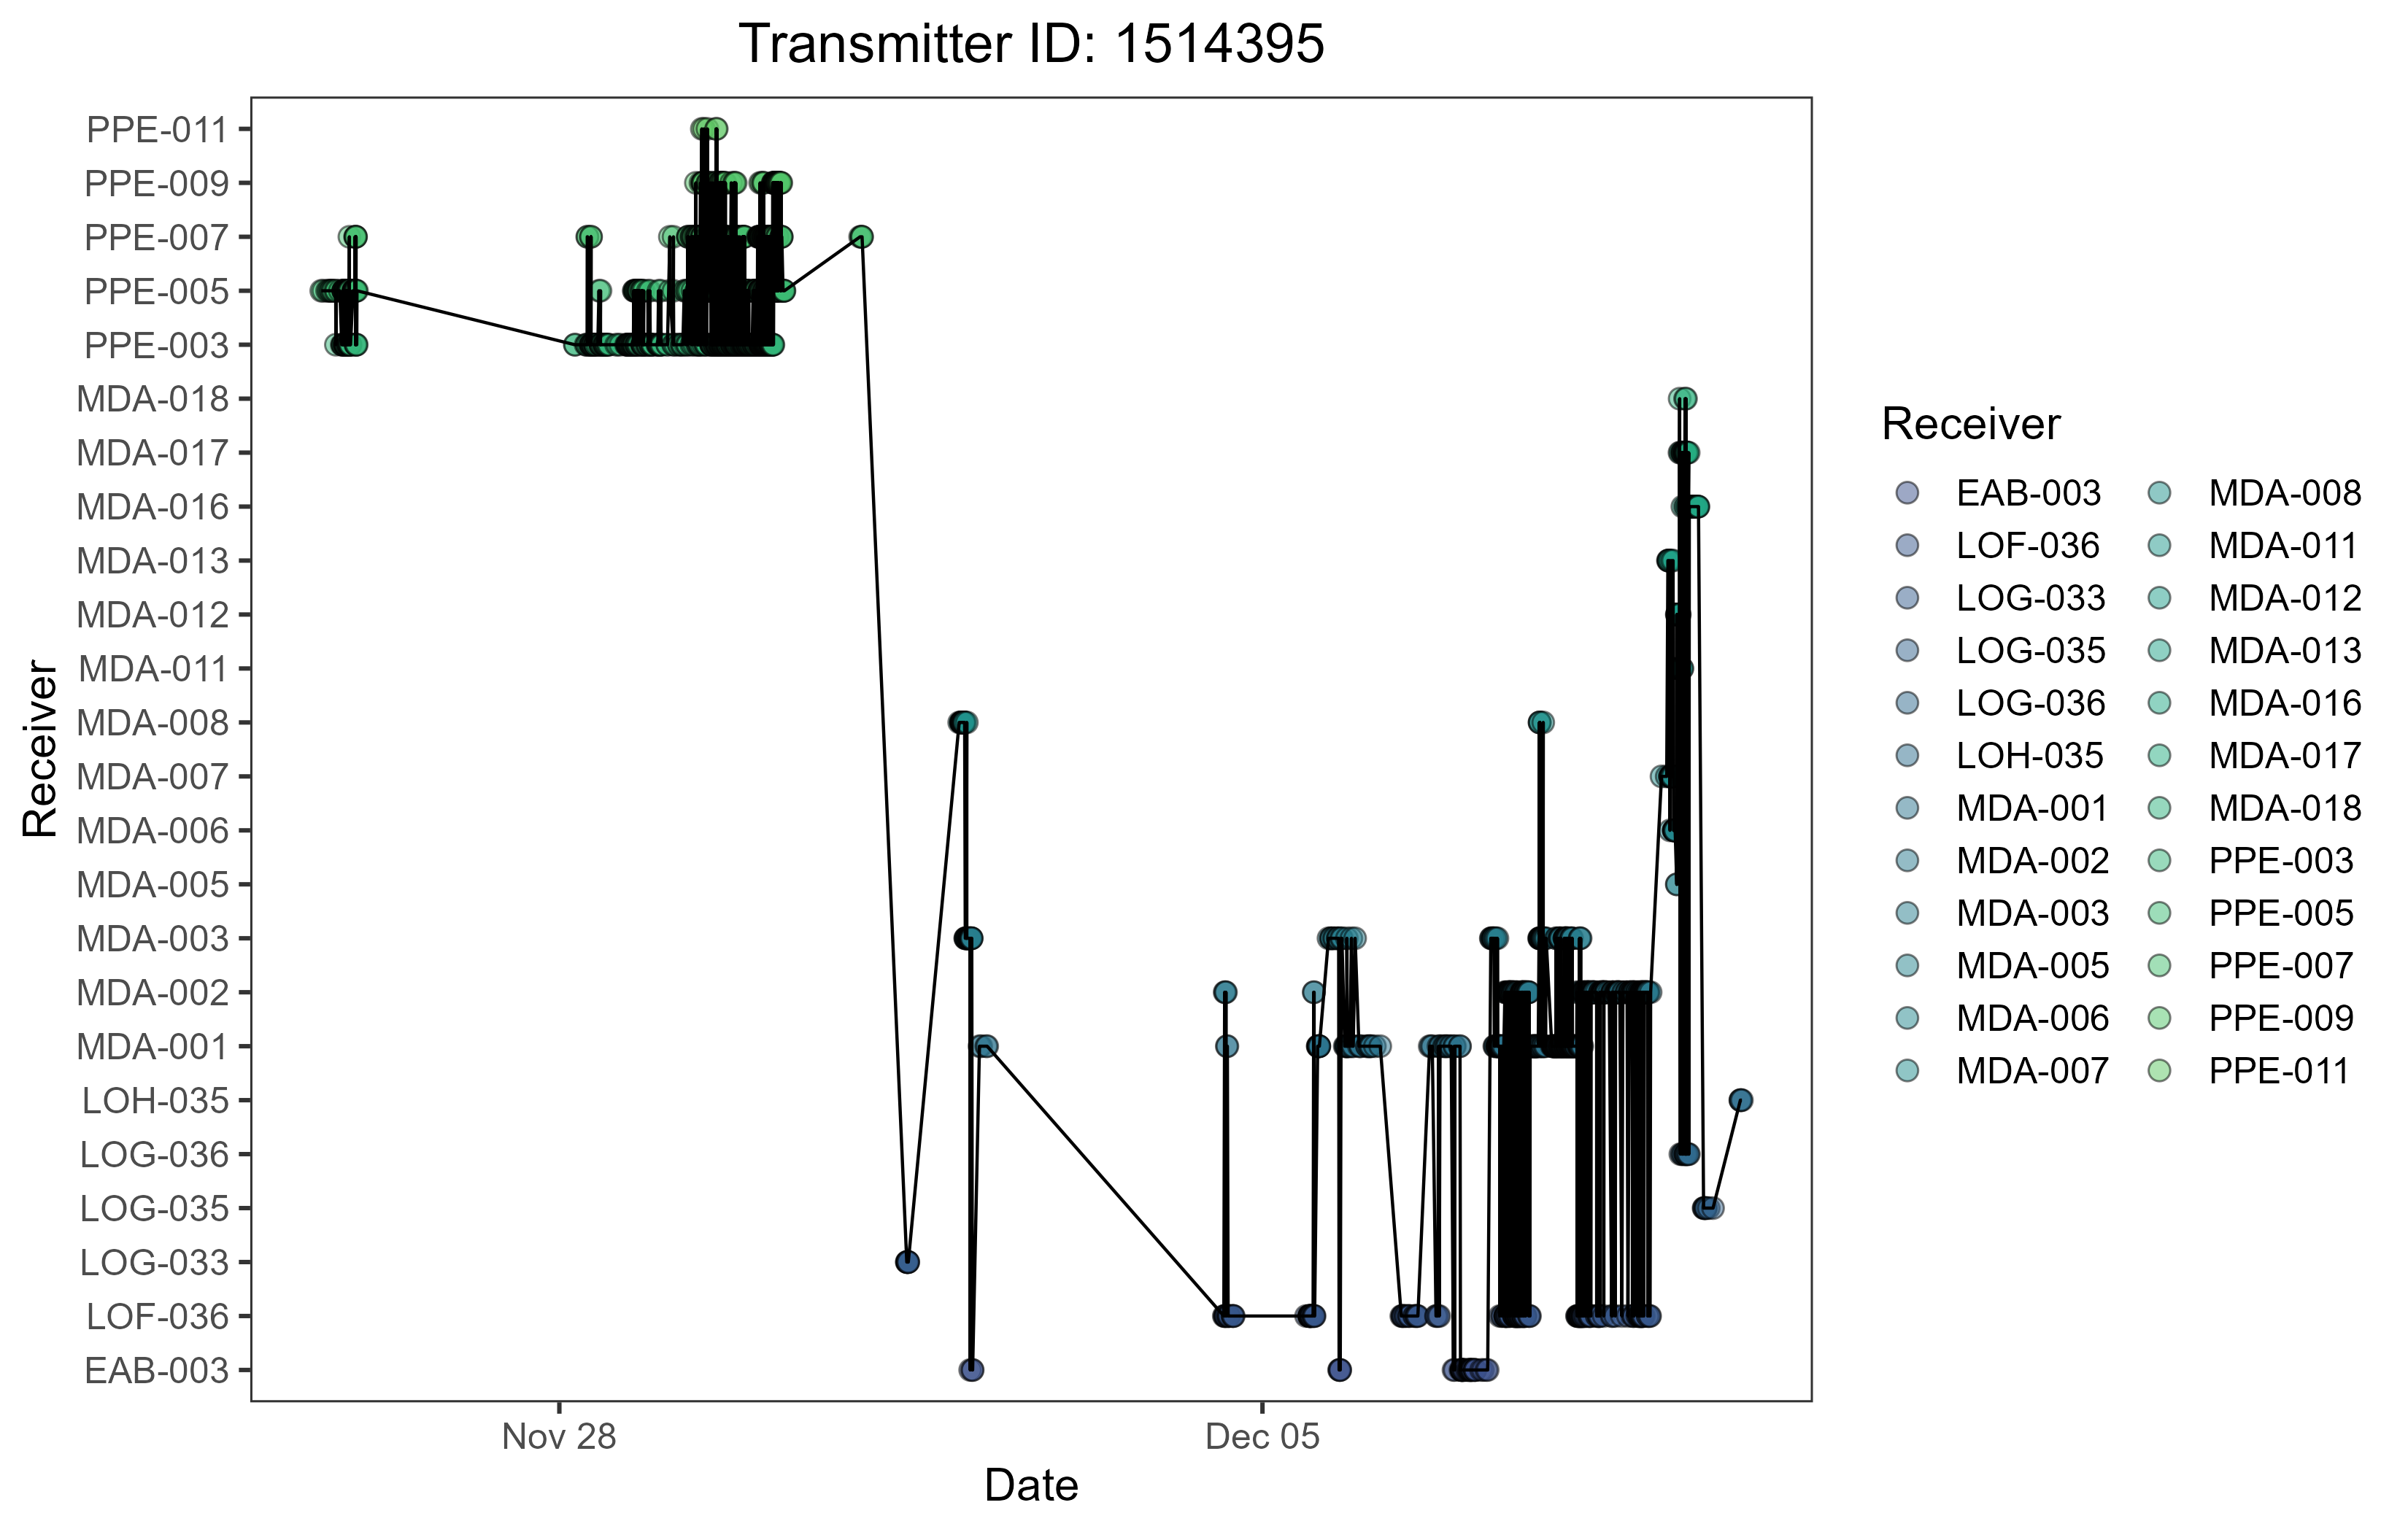 Transmitter ID: 1514395
Receiver
PPE-011
PPE-009
PPE-007
PPE-005
PPE-003
MDA-018
MDA-017
MDA-016
MDA-013
MDA-012
MDA-011
MDA-008
MDA-007
MDA-006
MDA-005
MDA-003
MDA-002
MDA-001
LOH-035
LOG-036
LOG-035
LOG-033
LOF-036
EAB-003
Nov 28
Dec 05
Date
Receiver
EAB-003
LOF-036
LOG-033
LOG-035
LOG-036
LOH-035
MDA-001
MDA-002
MDA-003
MDA-005
MDA-006
MDA-007
MDA-008
MDA-011
MDA-012
MDA-013
MDA-016
MDA-017
MDA-018
PPE-003
PPE-005
PPE-007
PPE-009
PPE-011